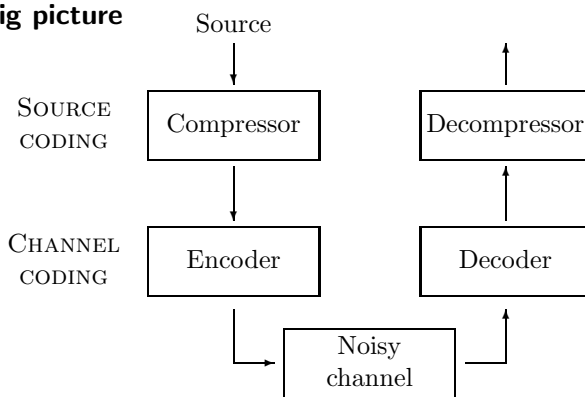 ig picture
Source
SOURCE
CODING
Compressor
Decompressor
CHANNEL
CODING
Encoder
Decoder
Noisy
channel